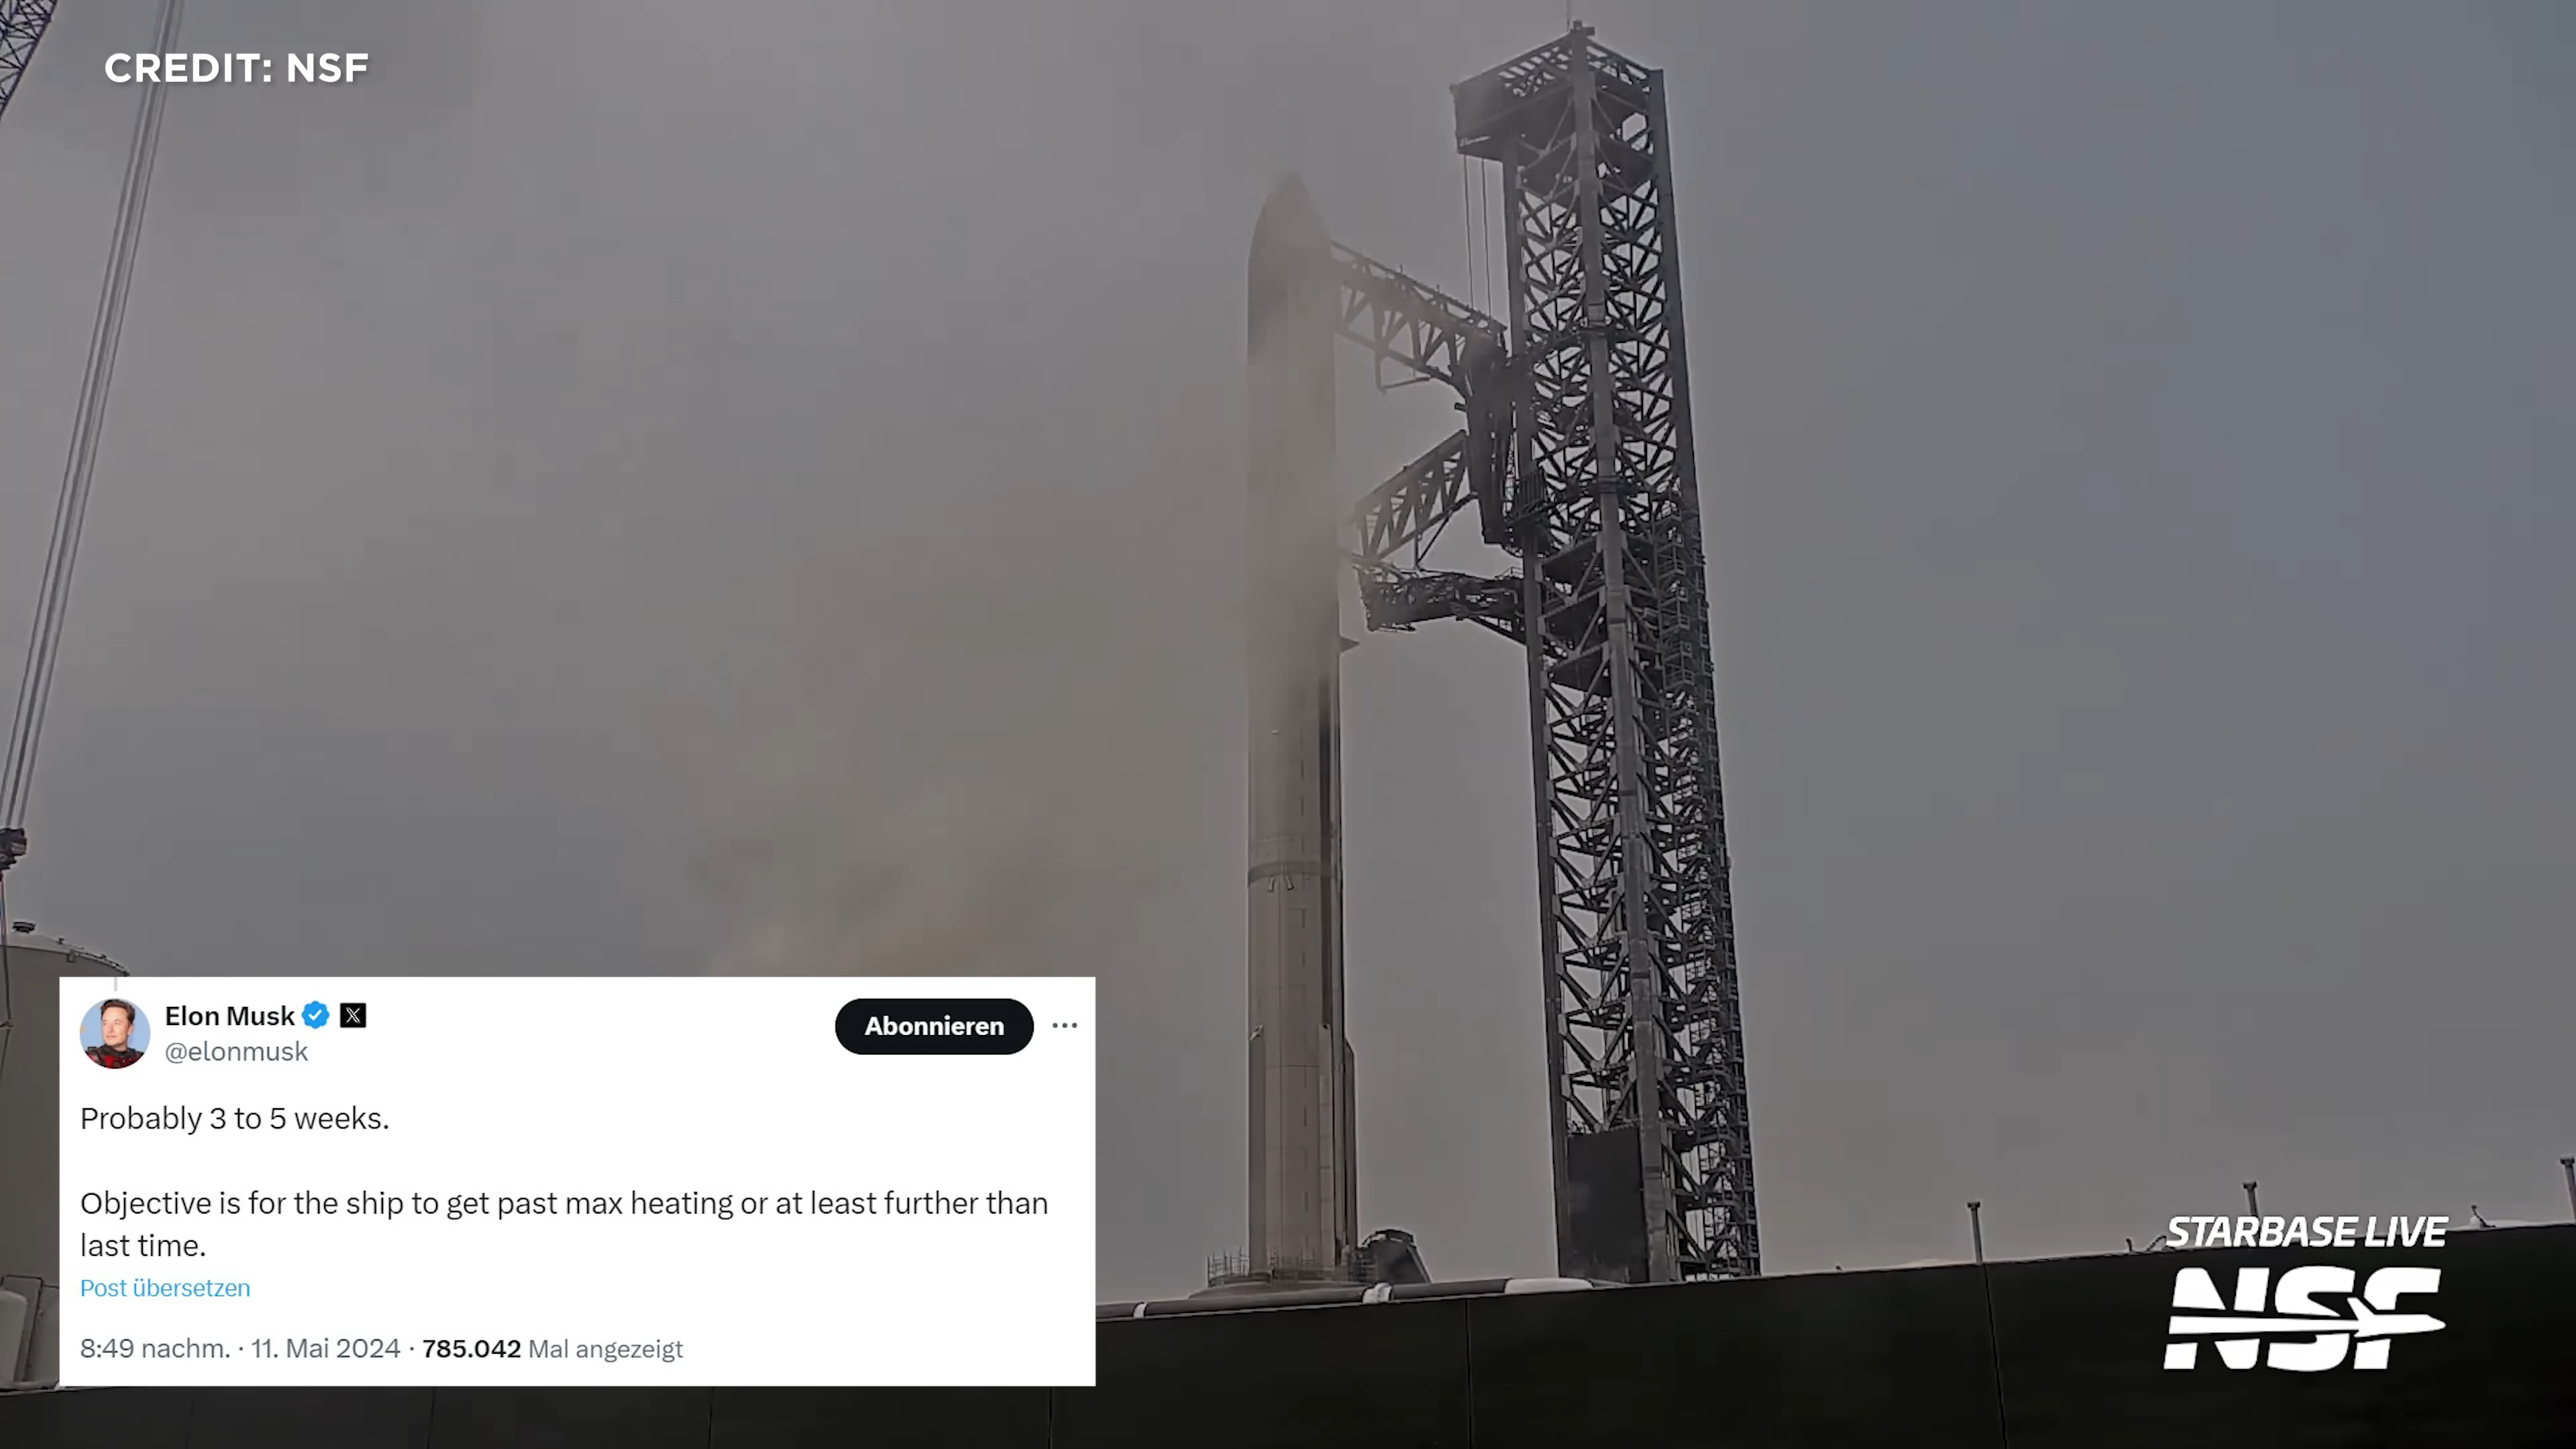 CREDIT: NSF
Elon Musk
@elonmusk
Abonnieren
Probably 3 to 5 weeks.
Objective is for the ship to get past max heating or at least further than
last time.
Post übersetzen
8:49 nachm. · 11. Mai 2024 · 785.042 Mal angezeigt
STARBASE LIVE
NSF